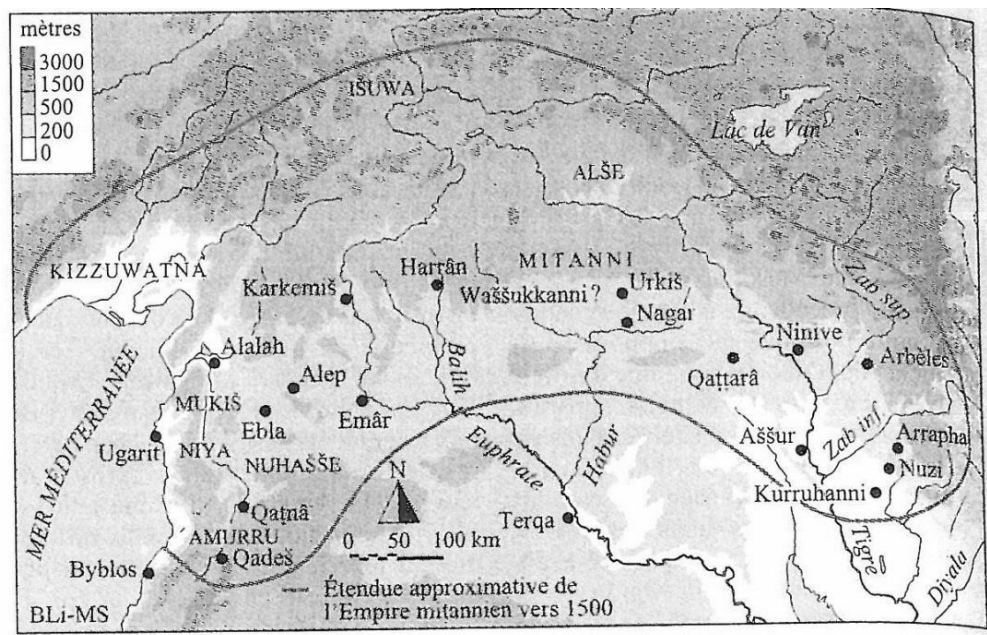 mètres
3000
1500
500
200
0
IŠUWA
Lac de Van
ALŠE
KIZZUWATNA
Harrân
MITANNI
Karkemiš
Waššukkanni ?
Urkiš
Nagar
Zab sup.
Ninive
Alalah
Balih
Arbèles
Alep
Qaṭṭarâ
MUKIŠ
Ebla
Emâr
MER MÉDITERRANÉE
Ugarit
NIYA
NUHAŠŠE
Euphrate
Habur
Aššur
Zab inf.
Arrapha
Nuzi
Kurruhanni
N
Qaṭnâ
Terqa
AMURRU
0 50 100 km
Qadeš
Tigre
Diyala
Byblos
Étendue approximative de
l'Empire mitannien vers 1500
BLi-MS